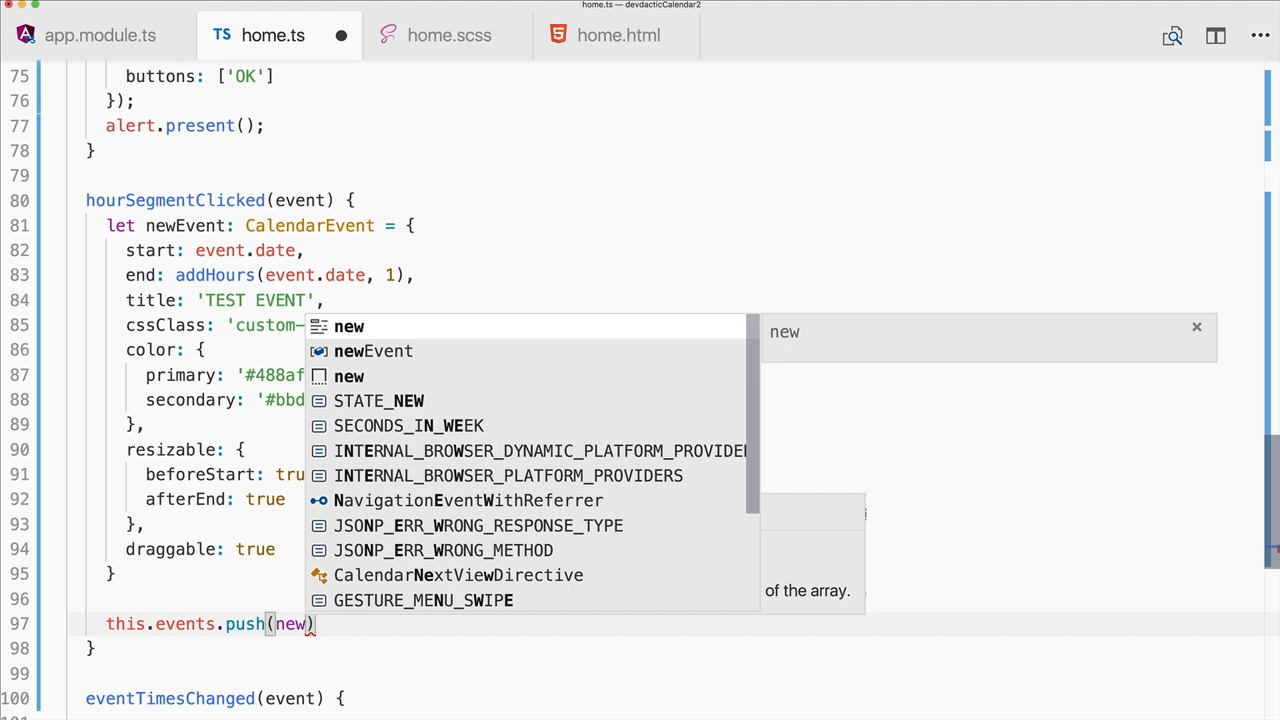 home.ts — devdacticCalendar2
app.module.ts
TS home.ts
home.scss
home.html
75 buttons: ['OK']
76 });
77 alert.present();
78 }
79
80 hourSegmentClicked(event) {
81 let newEvent: CalendarEvent = {
82 start: event.date,
83 end: addHours(event.date, 1),
84 title: 'TEST EVENT',
85 cssClass: 'custom-
86 color: {
87 primary: '#488af
88 secondary: '#bbd
89 },
90 resizable: {
91 beforeStart: tru
92 afterEnd: true
93 },
94 draggable: true
95 }
96
97 this.events.push(new)
98 }
99
100 eventTimesChanged(event) {
new
newEvent
new
STATE_NEW
SECONDS_IN_WEEK
INTERNAL_BROWSER_DYNAMIC_PLATFORM_PROVIDE
INTERNAL_BROWSER_PLATFORM_PROVIDERS
NavigationEventWithReferrer
JSONP_ERR_WRONG_RESPONSE_TYPE
JSONP_ERR_WRONG_METHOD
CalendarNextViewDirective
GESTURE_MENU_SWIPE
new
of the array.